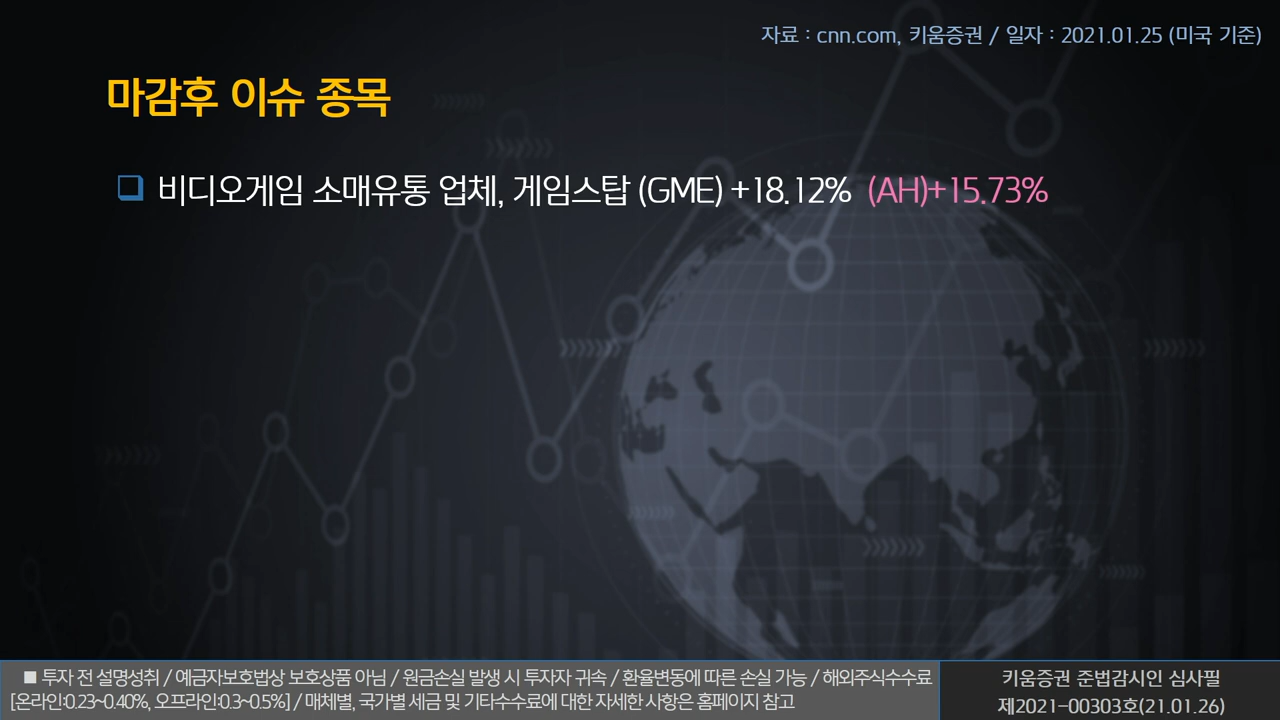 자료 : cnn.com, 키움증권 / 일자 : 2021.01.25 (미국 기준)
마감후 이슈 종목
❑ 비디오게임 소매유통 업체, 게임스탑 (GME) +18.12% (AH)+15.73%
■ 투자 전 설명성취 / 예금자보호법상 보호상품 아님 / 원금손실 발생 시 투자자 귀속 / 환율변동에 따른 손실 가능 / 해외주식수수료
[온라인:0.23~0.40%, 오프라인:0.3~0.5%] / 매체별, 국가별 세금 및 기타수수료에 대한 자세한 사항은 홈페이지 참고
키움증권 준법감시인 심사필
제2021-00303호(21.01.26)